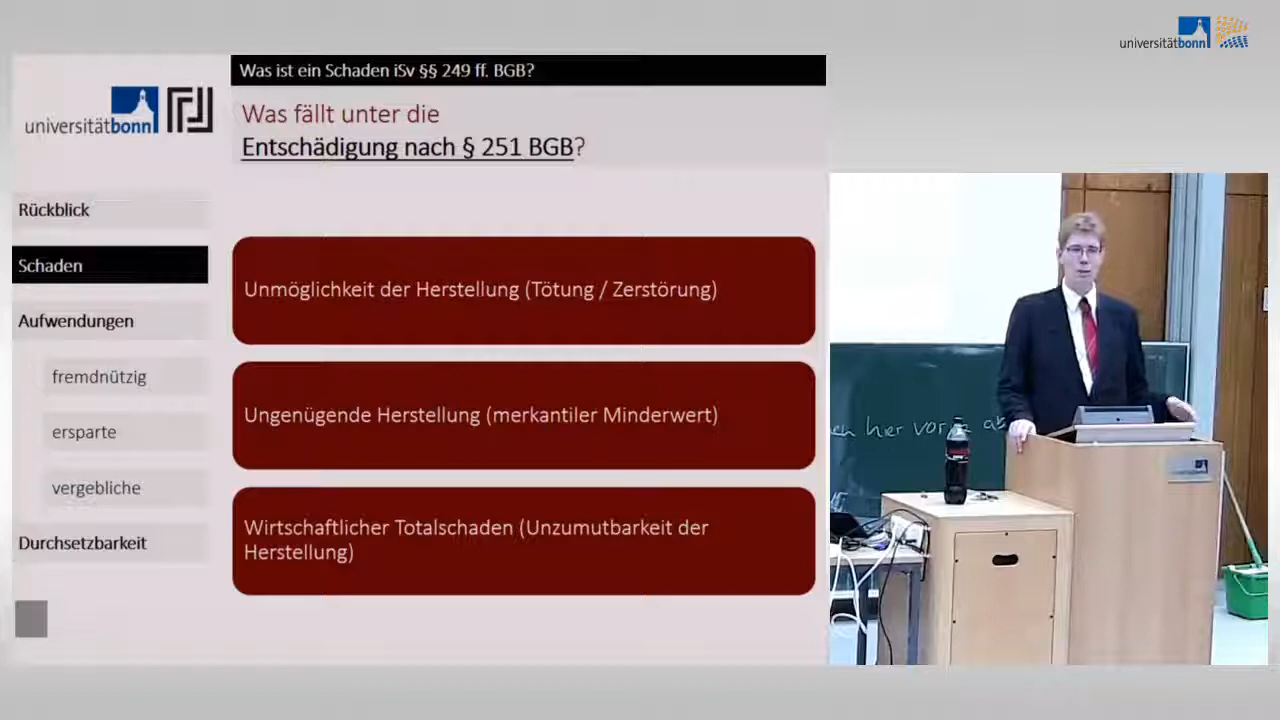 universitätbonn
Was ist ein Schaden iSv §§ 249 ff. BGB?
universitätbonn
Was fällt unter die
Entschädigung nach § 251 BGB?
Rückblick
Schaden
Aufwendungen
fremdnützig
ersparte
vergebliche
Durchsetzbarkeit
Unmöglichkeit der Herstellung (Tötung / Zerstörung)
Ungenügende Herstellung (merkantiler Minderwert)
Wirtschaftlicher Totalschaden (Unzumutbarkeit der
Herstellung)
hier